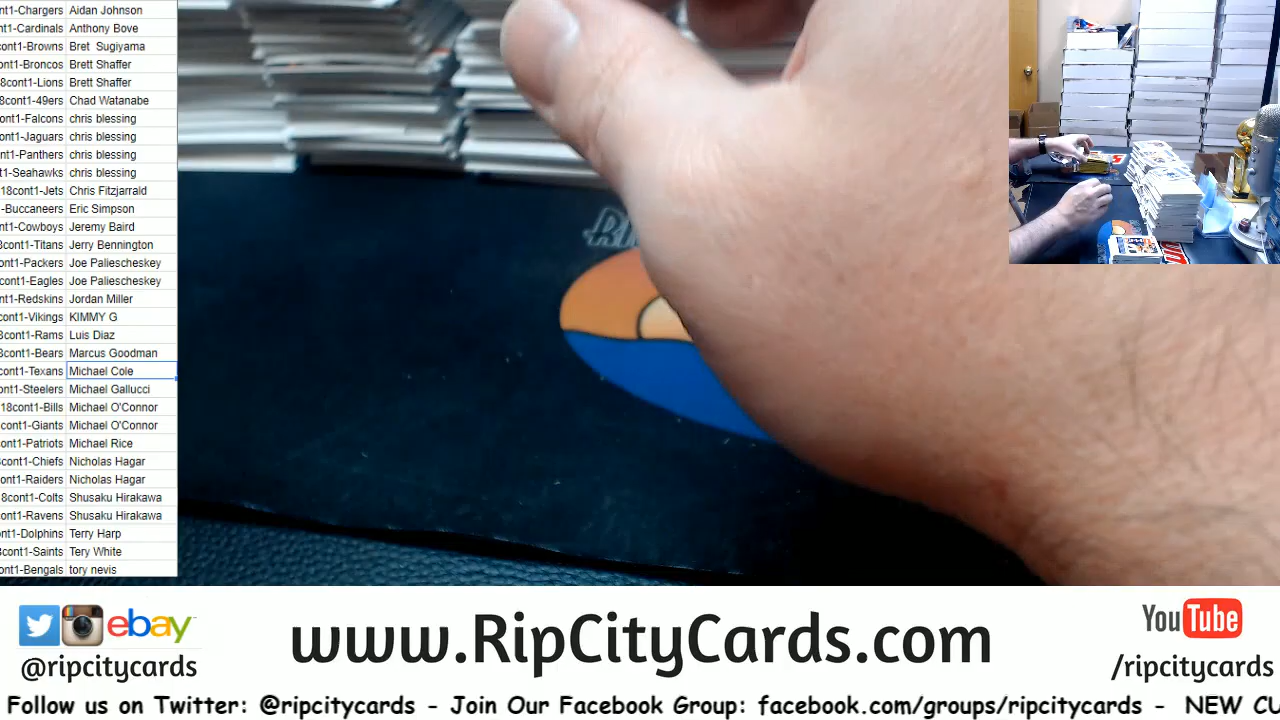 nt1-Chargers Aidan Johnson
nt1-Cardinals Anthony Bove
cont1-Browns Bret Sugiyama
ont1-Broncos Brett Shaffer
8cont1-Lions Brett Shaffer
8cont1-49ers Chad Watanabe
ont1-Falcons chris blessing
ont1-Jaguars chris blessing
nt1-Panthers chris blessing
t1-Seahawks chris blessing
18cont1-Jets Chris Fitzjarrald
-Buccaneers Eric Simpson
nt1-Cowboys Jeremy Baird
8cont1-Titans Jerry Bennington
ont1-Packers Joe Paliescheskey
cont1-Eagles Joe Paliescheskey
nt1-Redskins Jordan Miller
cont1-Vikings KIMMY G
8cont1-Rams Luis Diaz
8cont1-Bears Marcus Goodman
cont1-Texans Michael Cole
ont1-Steelers Michael Gallucci
18cont1-Bills Michael O'Connor
cont1-Giants Michael O'Connor
ont1-Patriots Michael Rice
8cont1-Chiefs Nicholas Hagar
ont1-Raiders Nicholas Hagar
8cont1-Colts Shusaku Hirakawa
cont1-Ravens Shusaku Hirakawa
nt1-Dolphins Terry Harp
8cont1-Saints Tery White
ont1-Bengals tory nevis
ebay
@ripcitycards
www.RipCityCards.com
YouTube
/ripcitycards
Follow us on Twitter: @ripcitycards - Join Our Facebook Group: facebook.com/groups/ripcitycards - NEW CU